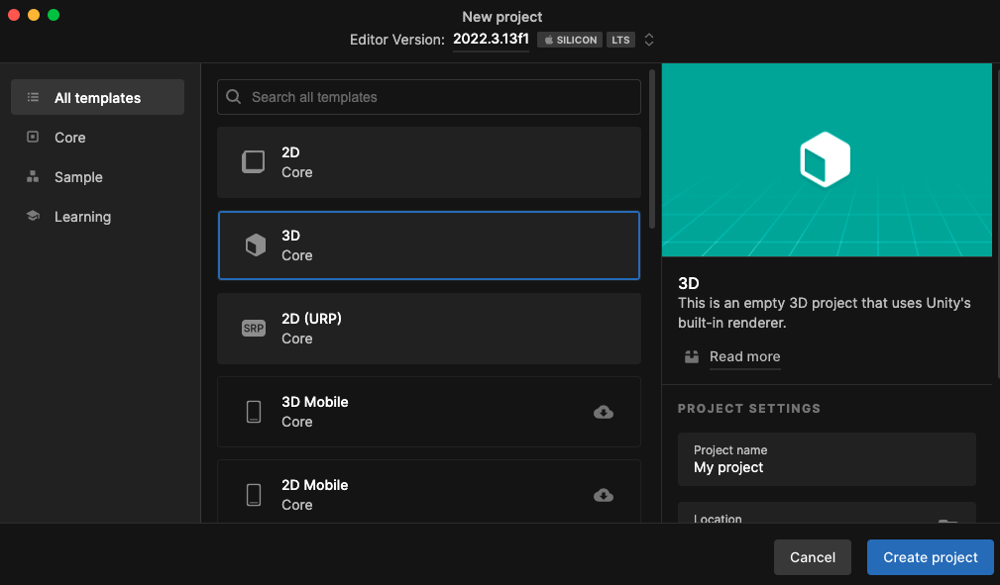 New project
Editor Version: 2022.3.13f1 SILICON LTS
All templates
Core
Sample
Learning
Search all templates
2D
Core
3D
Core
SRP
2D (URP)
Core
3D Mobile
Core
2D Mobile
Core
3D
This is an empty 3D project that uses Unity's
built-in renderer.
Read more
PROJECT SETTINGS
Project name
My project
Location
Cancel
Create project